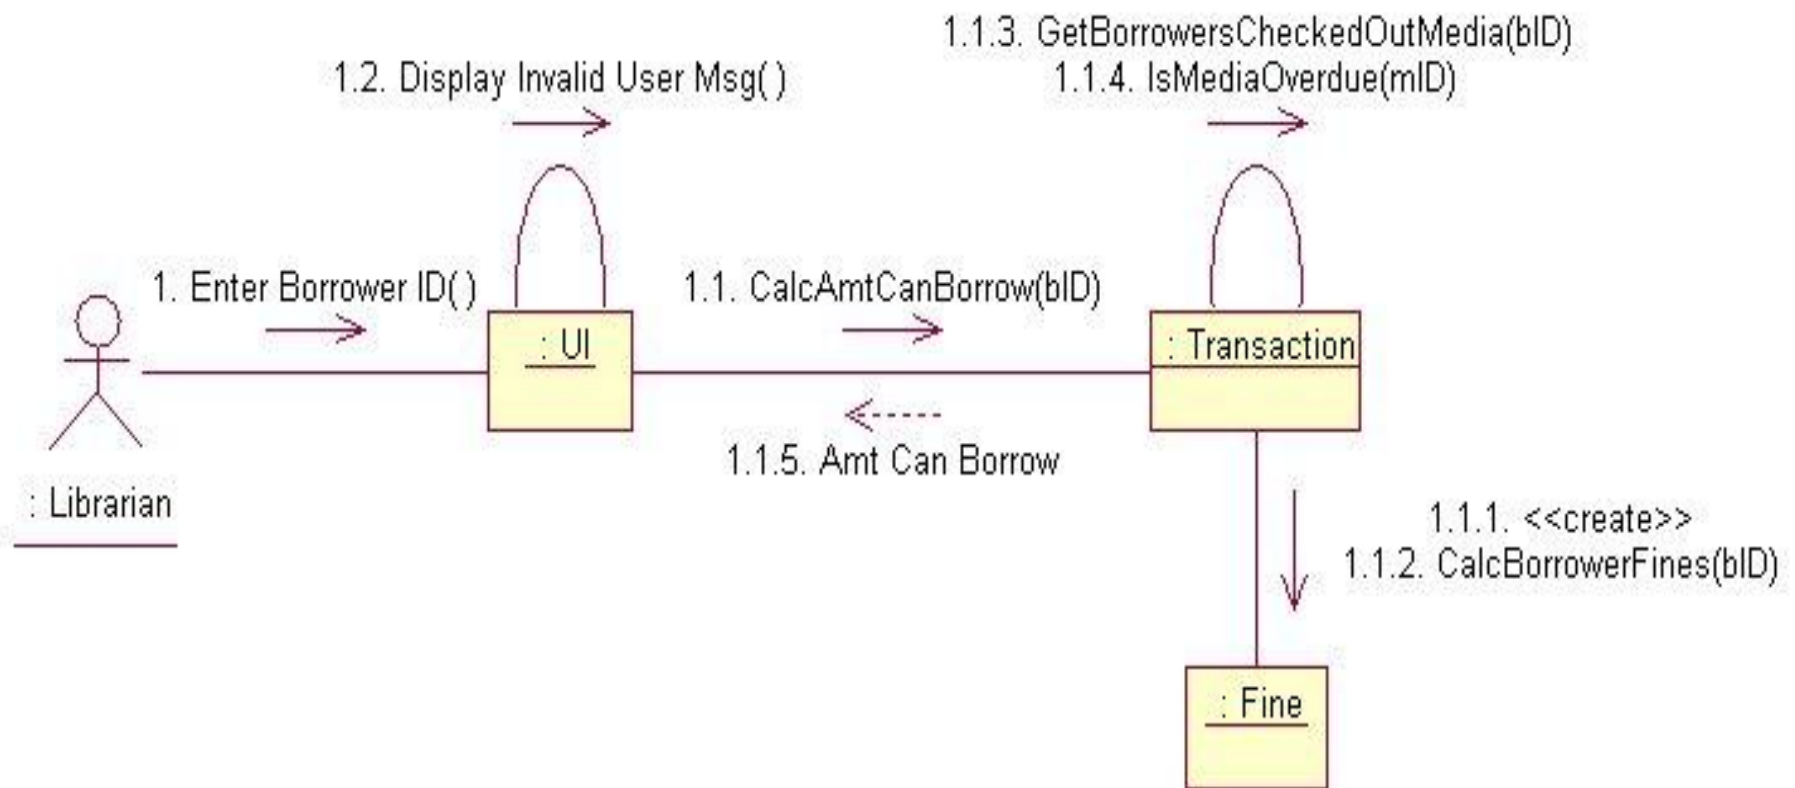 1.1.3. GetBorrowersCheckedOutMedia(bID)
1.2. Display Invalid User Msg( )
1.1.4. IsMediaOverdue(mID)
1. Enter Borrower ID( )
1.1. CalcAmtCanBorrow(bID)
: UI
: Transaction
1.1.5. Amt Can Borrow
: Librarian
1.1.1. <<create>>
1.1.2. CalcBorrowerFines(bID)
: Fine